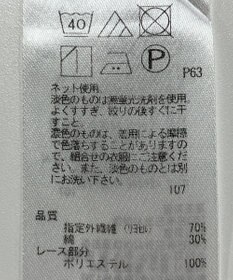 40
P
P63
ネット使用。
淡色のものは無蛍光洗剤を使用。
よくすすぎ、絞りの後すぐに干
すこと。
濃色のものは、着用による摩擦
で色落ちすることがありますの
で、組合せの衣服にご注意くださ
い。また、淡色のものとは別
にお洗い下さい。
107
品質
指定外繊維(リヨセル) 70%
綿 30%
レース部分
ポリエステル 100%